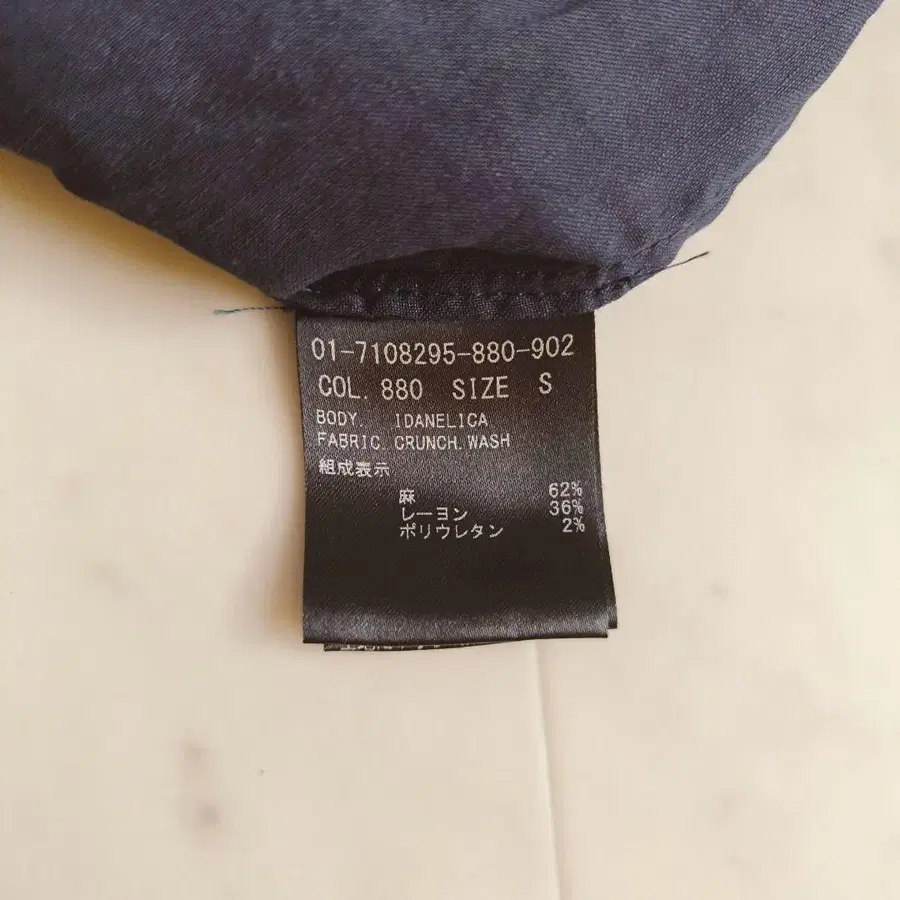 01-7108295-880-902
COL. 880 SIZE S
BODY. IDANELICA
FABRIC. CRUNCH.WASH
組成表示
麻 62%
レーヨン 36%
ポリウレタン 2%